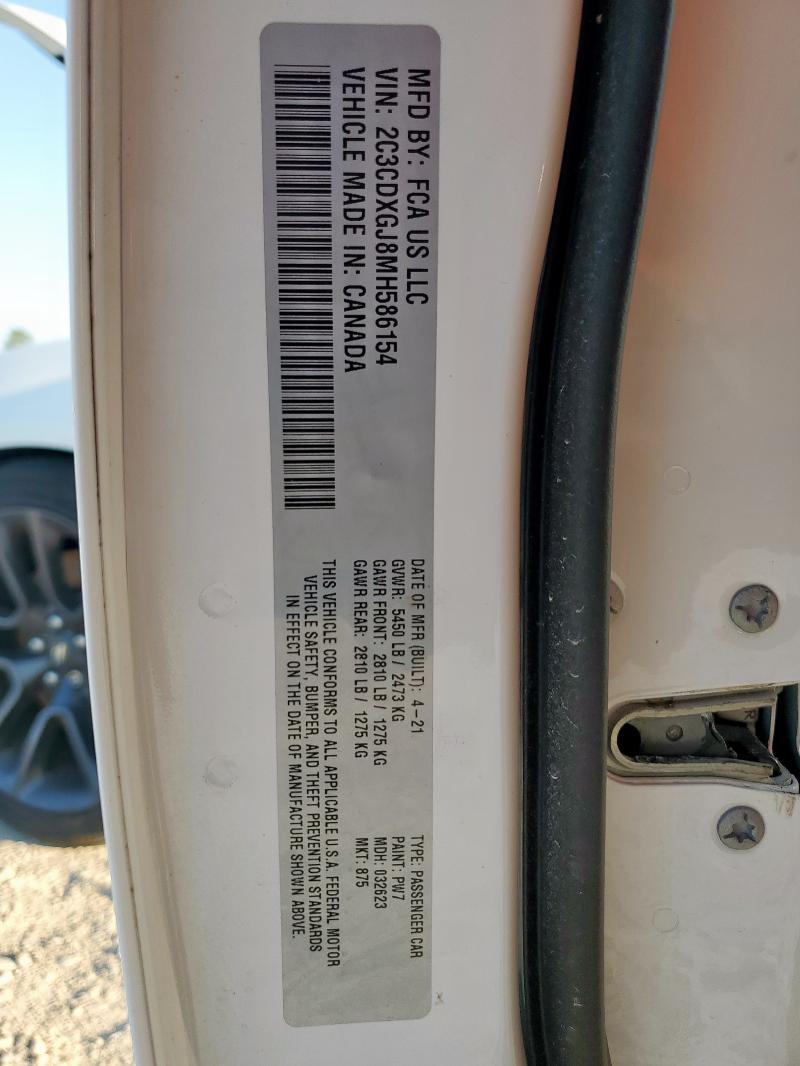 MFD BY: FCA US LLC
VIN: 2C3CDXGJ8MH586154
VEHICLE MADE IN: CANADA
DATE OF MFR (BUILT): 4-21
GVWR: 5450 LB / 2473 KG
GAWR FRONT: 2810 LB / 1275 KG
GAWR REAR: 2810 LB / 1275 KG
TYPE: PASSENGER CAR
PAINT: PW7
MDH: 032623
MKT: 875
THIS VEHICLE CONFORMS TO ALL APPLICABLE U.S.A. FEDERAL MOTOR
VEHICLE SAFETY, BUMPER, AND THEFT PREVENTION STANDARDS
IN EFFECT ON THE DATE OF MANUFACTURE SHOWN ABOVE.